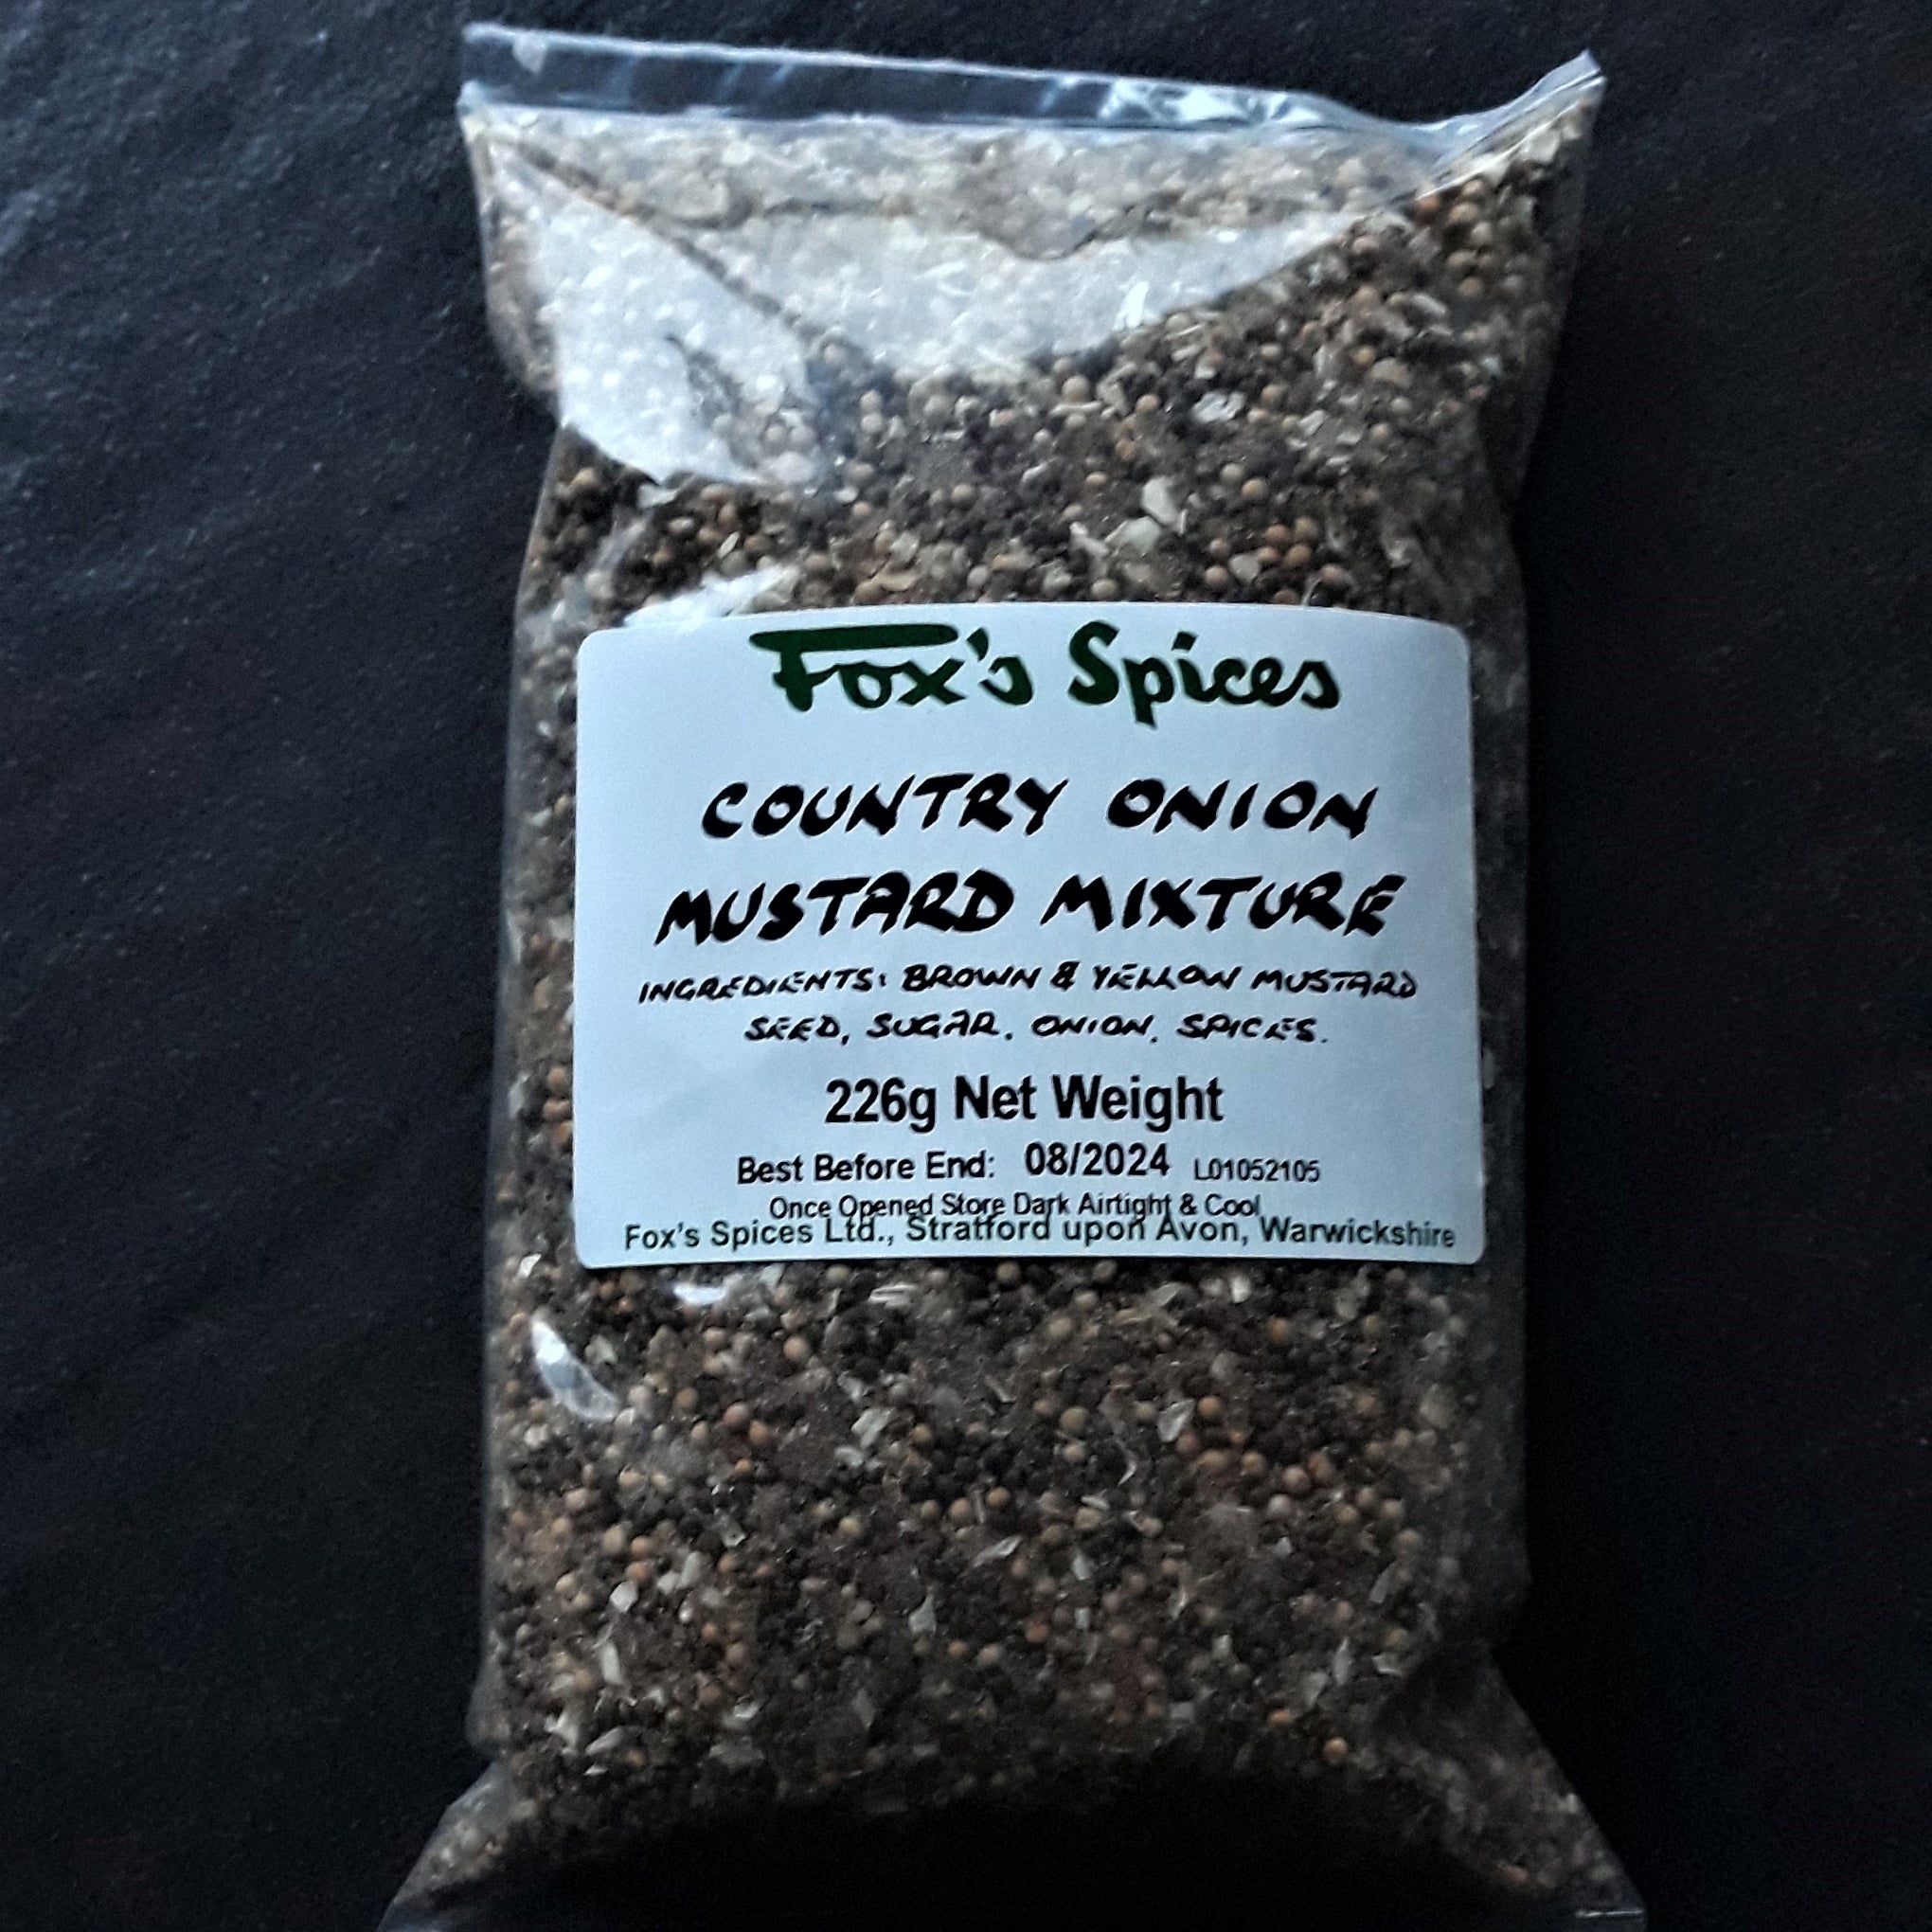 Fox's Spices
COUNTRY ONION
MUSTARD MIXTURE
INGREDIENTS: BROWN & YELLOW MUSTARD
SEED, SUGAR. ONION. SPICES.
226g Net Weight
Best Before End: 08/2024 L01052105
Once Opened Store Dark Airtight & Cool
Fox's Spices Ltd., Stratford upon Avon, Warwickshire